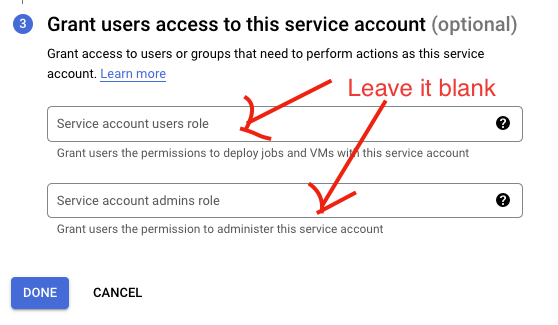 3 Grant users access to this service account (optional)
Grant access to users or groups that need to perform actions as this service
account. Learn more
Leave it blank
Service account users role
Grant users the permissions to deploy jobs and VMs with this service account
Service account admins role
Grant users the permission to administer this service account
DONE CANCEL